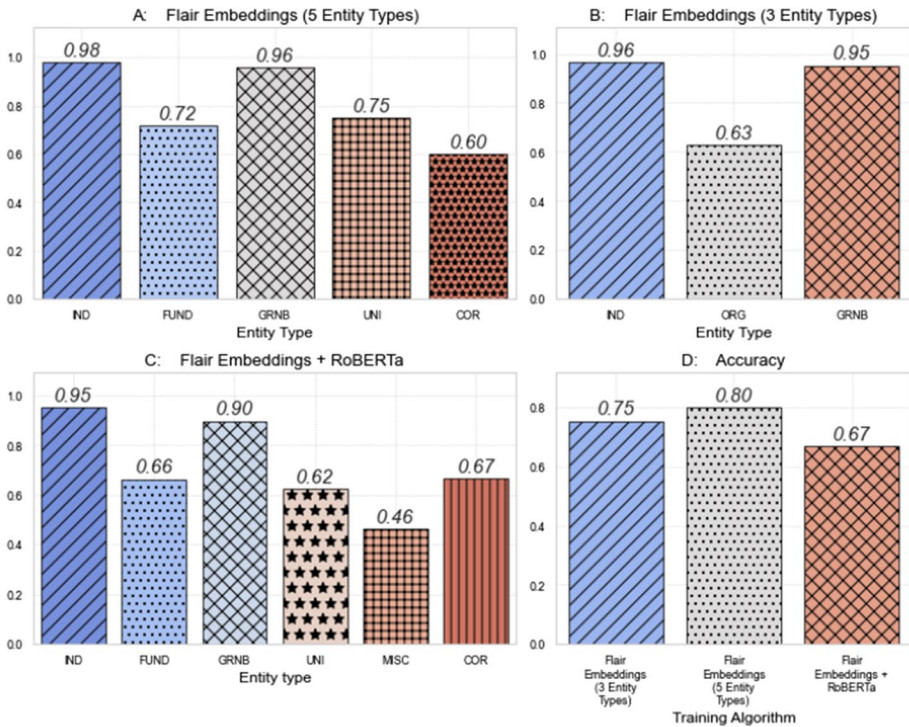 A: Flair Embeddings (5 Entity Types)
0.98
0.72
0.96
0.75
0.60
1.0
0.8
0.6
0.4
0.2
0.0
IND FUND GRNB UNI COR
Entity Type
B: Flair Embeddings (3 Entity Types)
0.96
0.63
0.95
1.0
0.8
0.6
0.4
0.2
0.0
IND ORG GRNB
Entity Type
C: Flair Embeddings + RoBERTa
0.95
0.66
0.90
0.62
0.46
0.67
1.0
0.8
0.6
0.4
0.2
0.0
IND FUND GRNB UNI MISC COR
Entity type
D: Accuracy
0.75
0.80
0.67
0.8
0.6
0.4
0.2
0.0
Flair
Embeddings
(3 Entity
Types)
Flair
Embeddings
(5 Entity
Types)
Flair
Embeddings +
RoBERTa
Training Algorithm